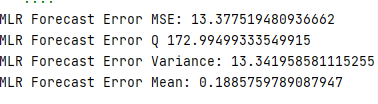 MLR Forecast Error MSE: 13.377519480936662
MLR Forecast Error Q 172.99499333549915
MLR Forecast Error Variance: 13.341958581115255
MLR Forecast Error Mean: 0.1885759789087947